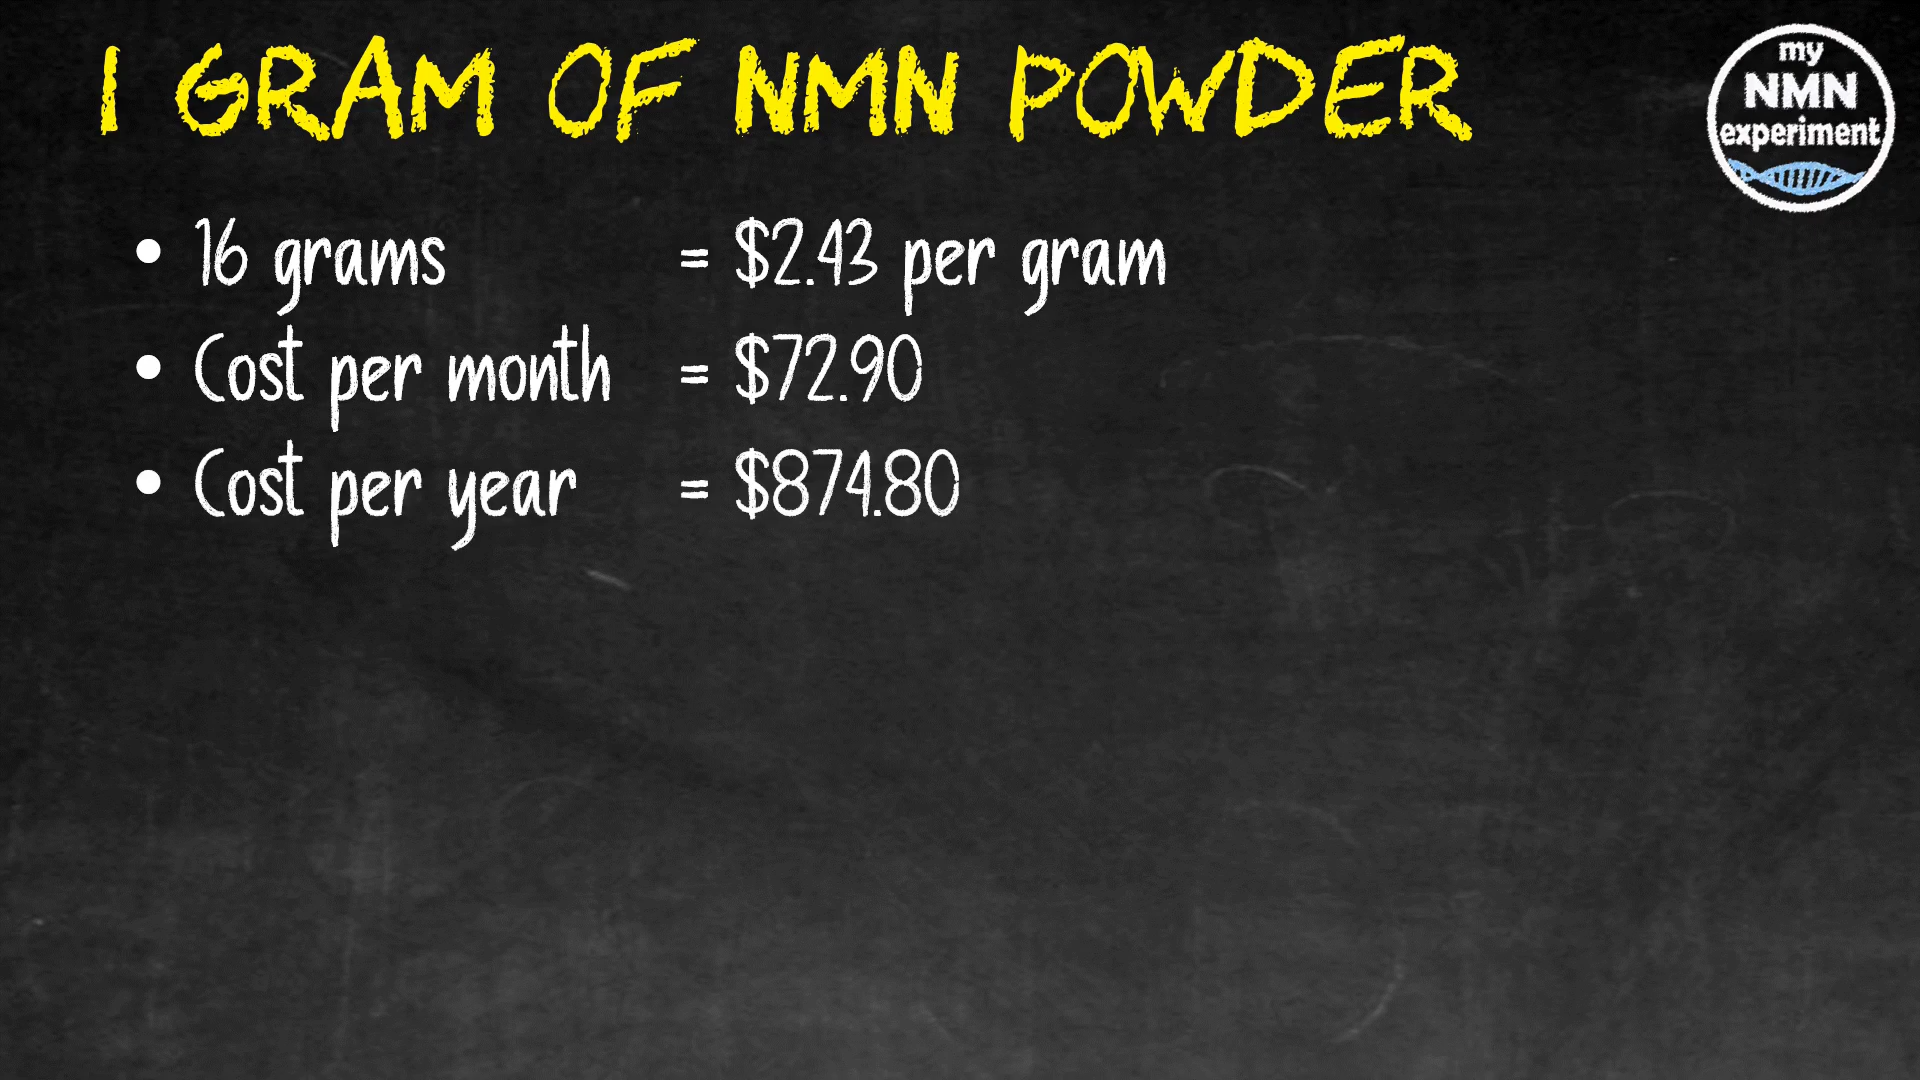 1 GRAM OF NMN POWDER
my
NMN
experiment
• 16 grams = $2.43 per gram
• Cost per month = $72.90
• Cost per year = $874.80